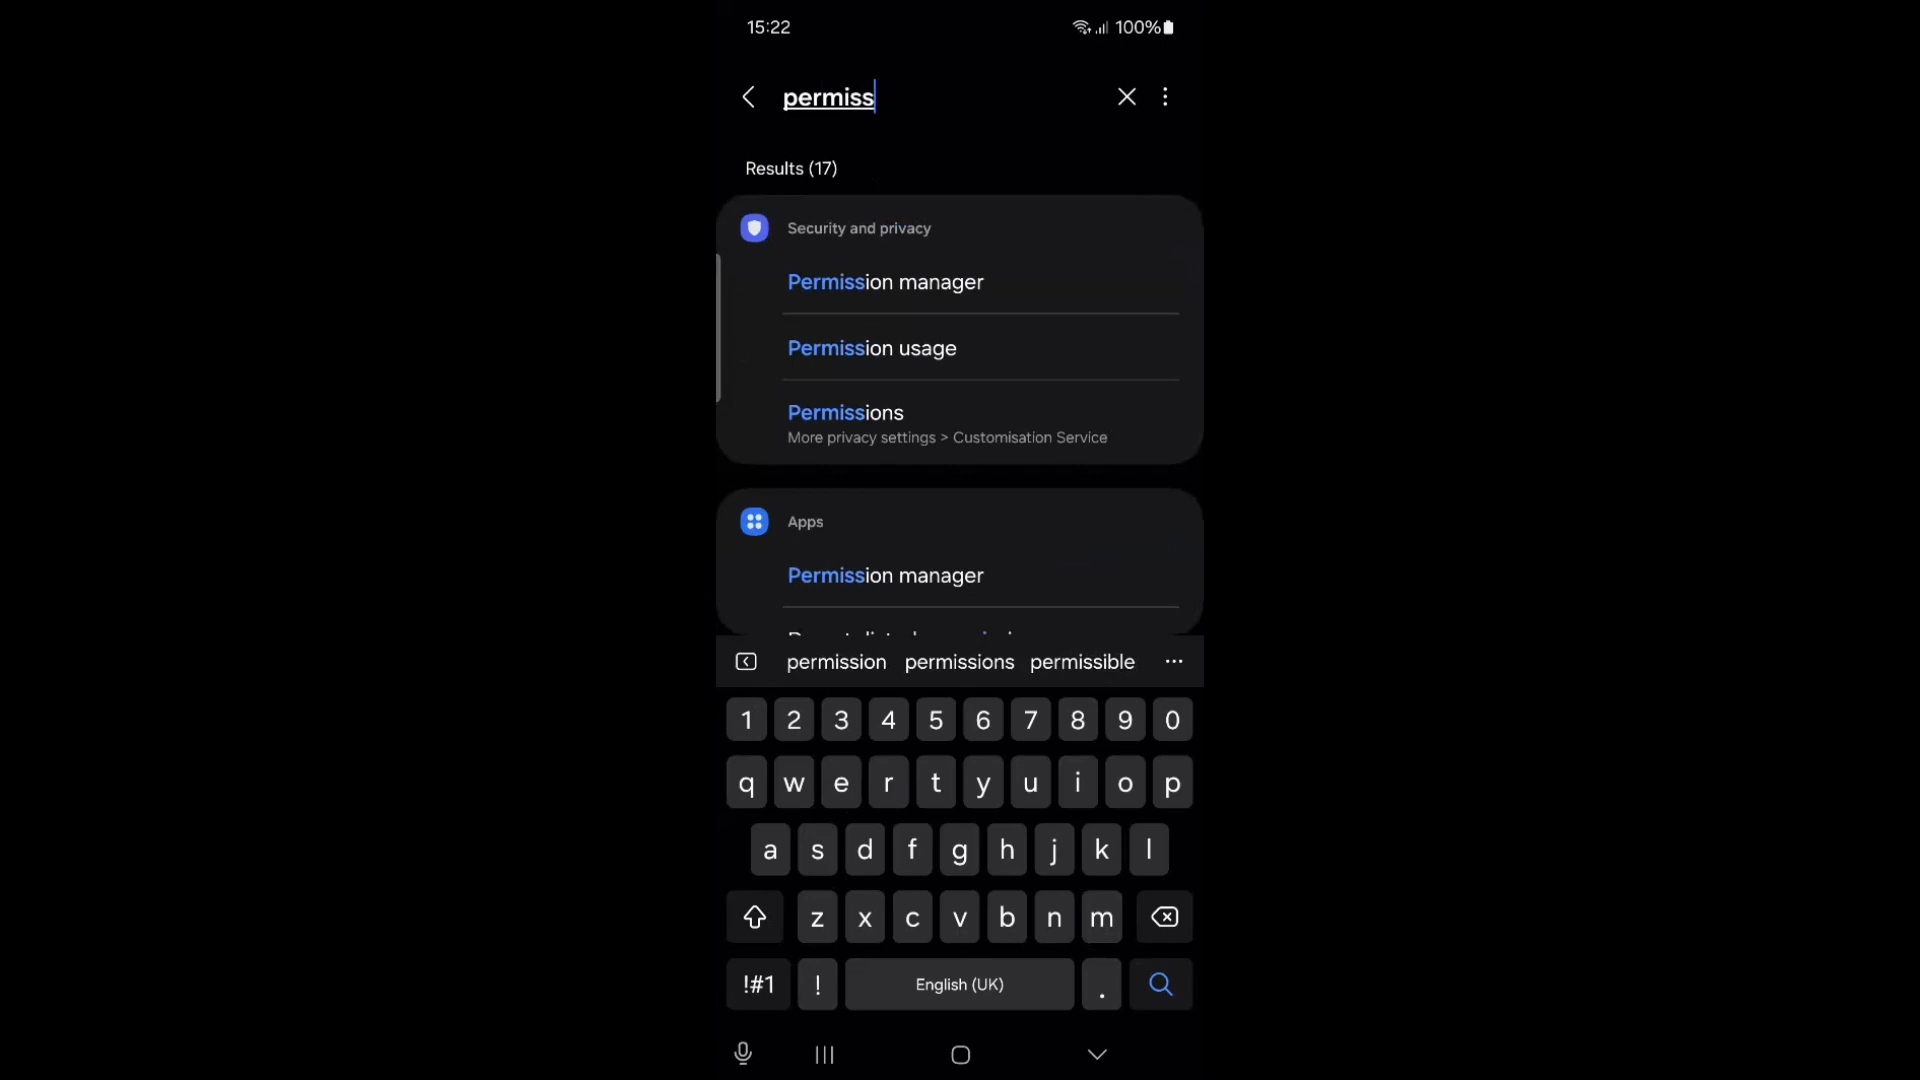 15:22
100%
permiss
Results (17)
Security and privacy
Permission manager
Permission usage
Permissions
More privacy settings > Customisation Service
Apps
Permission manager
permission permissions permissible ...
1 2 3 4 5 6 7 8 9 0
q w e r t y u i o p
a s d f g h j k l
z x c v b n m
!#1 ! English (UK) .